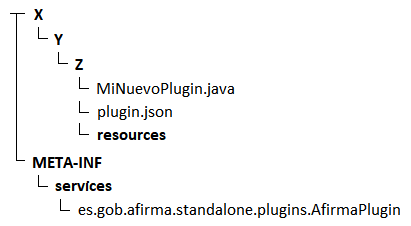 X
Y
Z
MiNuevoPlugin.java
plugin.json
resources
META-INF
services
es.gob.afirma.standalone.plugins.AfirmaPlugin